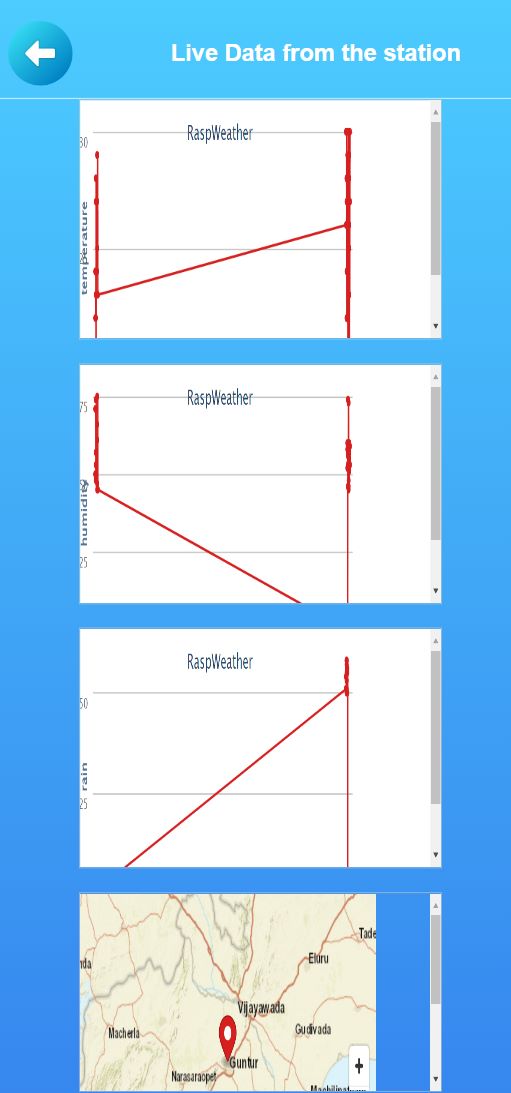 Live Data from the station
RaspWeather
30
temperature
RaspWeather
75
humidity
25
RaspWeather
50
rain
25
Tade
Eluru
nda
Vijayawada
Macherla
Gudivada
Guntur
+
Narasaraopet
Machilipatn